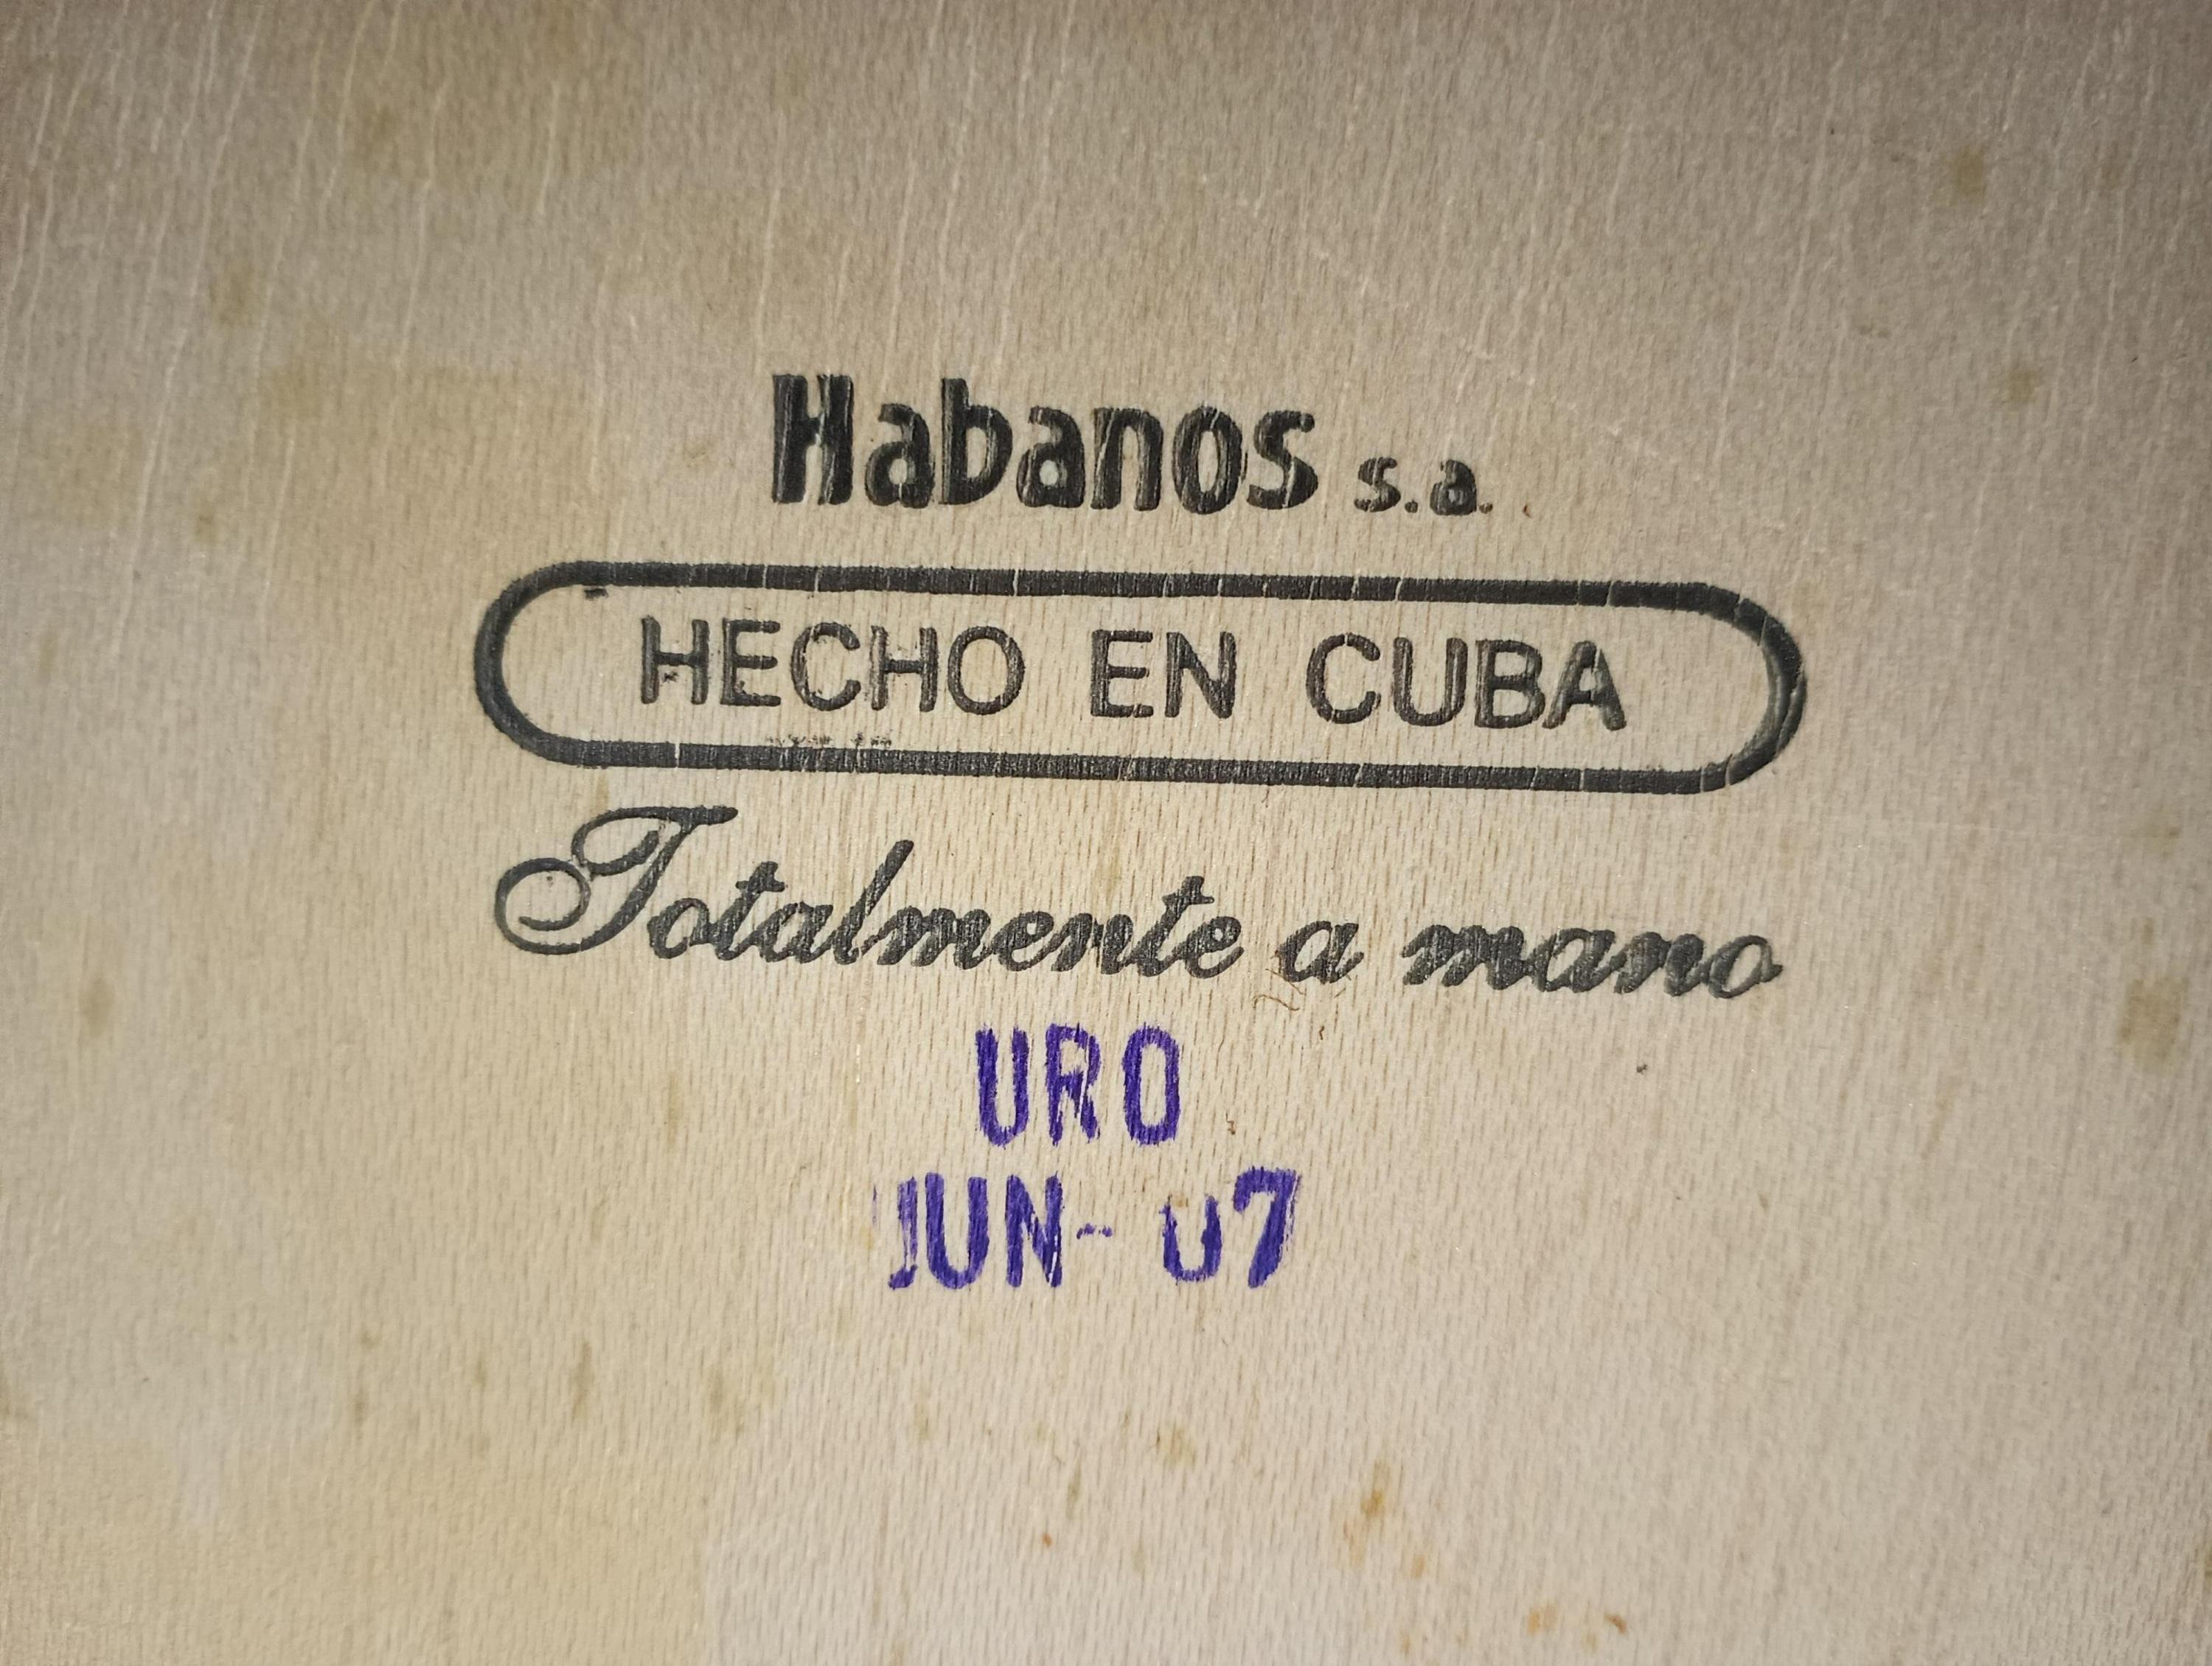 Habanos s.a.
HECHO EN CUBA
Totalmente a mano
URO
JUN- 07